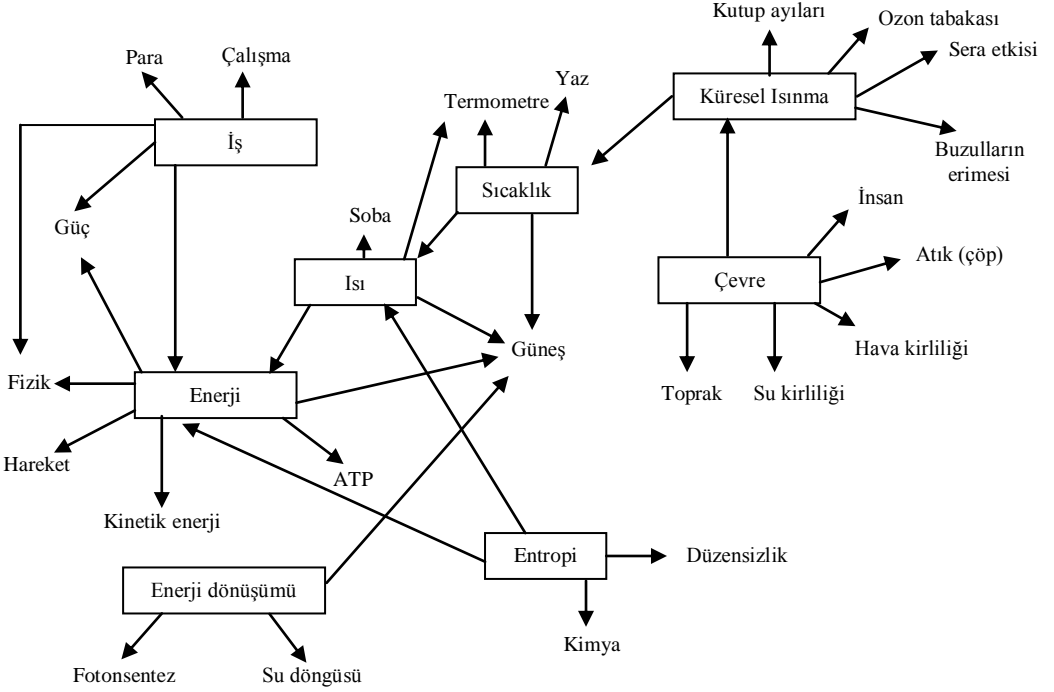 Kutup ayıları
Ozon tabakası
Sera etkisi
Para
Çalışma
Yaz
Termometre
Küresel Isınma
İş
Buzulların
erimesi
Sıcaklık
İnsan
Soba
Güç
Atık (çöp)
Isı
Çevre
Güneş
Hava kirliliği
Fizik
Enerji
Toprak
Su kirliliği
Hareket
ATP
Kinetik enerji
Entropi
Düzensizlik
Enerji dönüşümü
Kimya
Fotonsentez
Su döngüsü